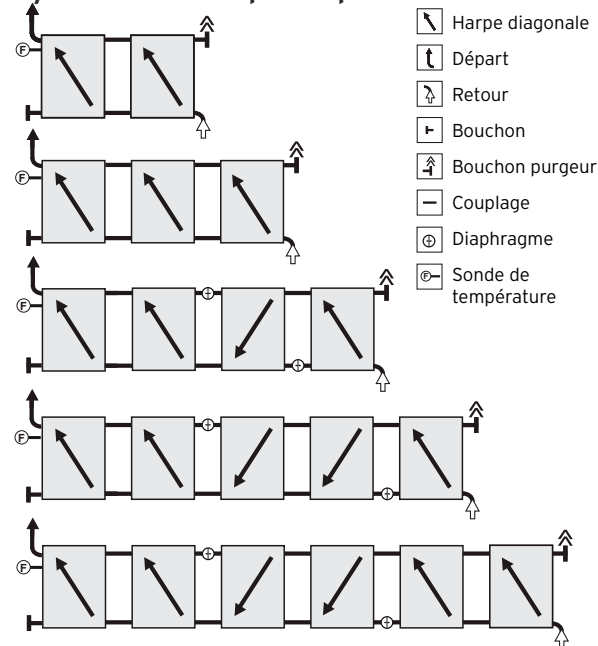 Harpe diagonale
Départ
Retour
Bouchon
Bouchon purgeur
Couplage
Diaphragme
Sonde de
température
F
F
F
F
F
F